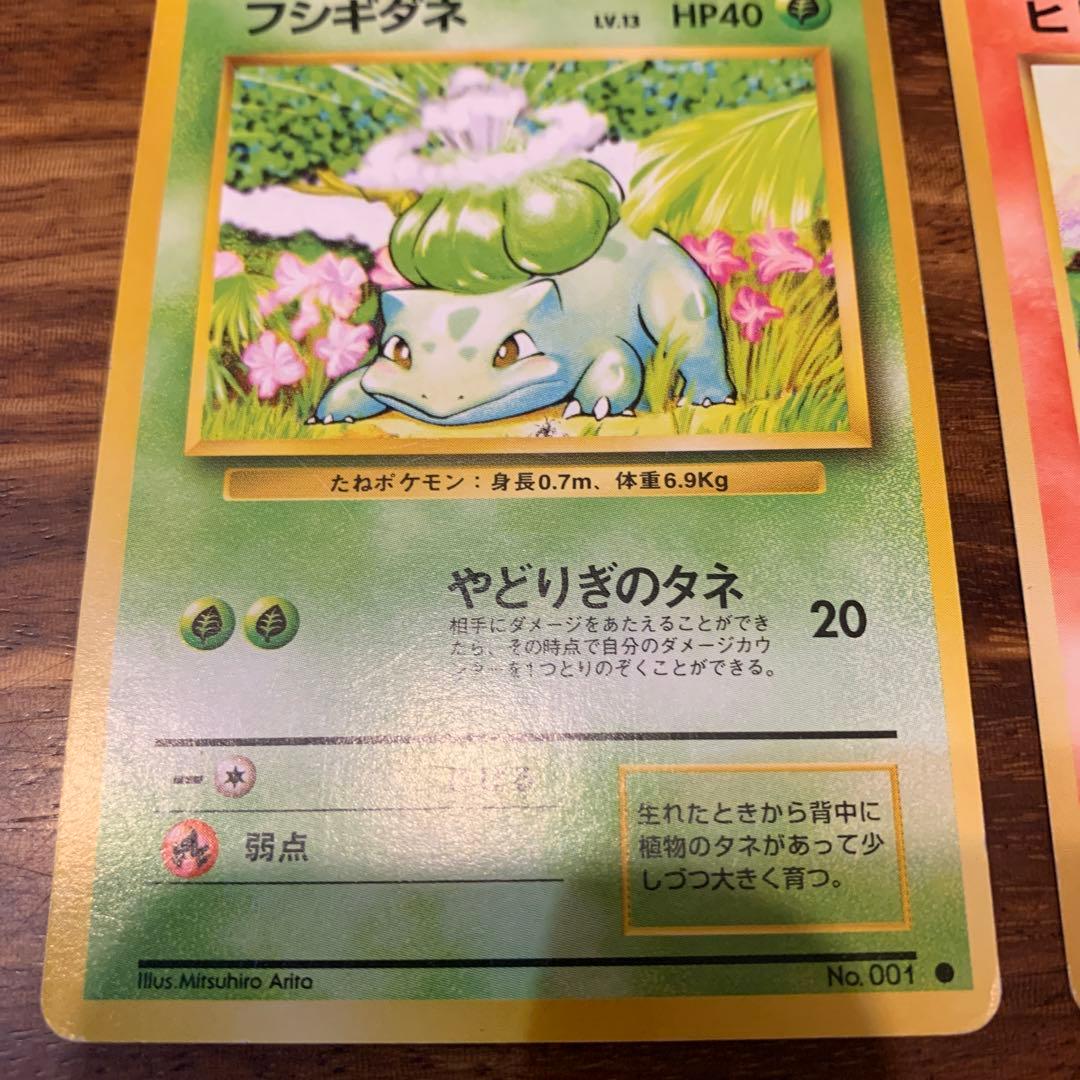 フシギダネ LV.13 HP40
たねポケモン：身長0.7m、体重6.9Kg
やどりぎのタネ 20
相手にダメージをあたえることができ
たら、その時点で自分のダメージカウ
を1つとりのぞくことができる。
弱点
生れたときから背中に
植物のタネがあって少
しづつ大きく育つ。
Illus.Mitsuhiro Arita
No. 001 ●
ヒ